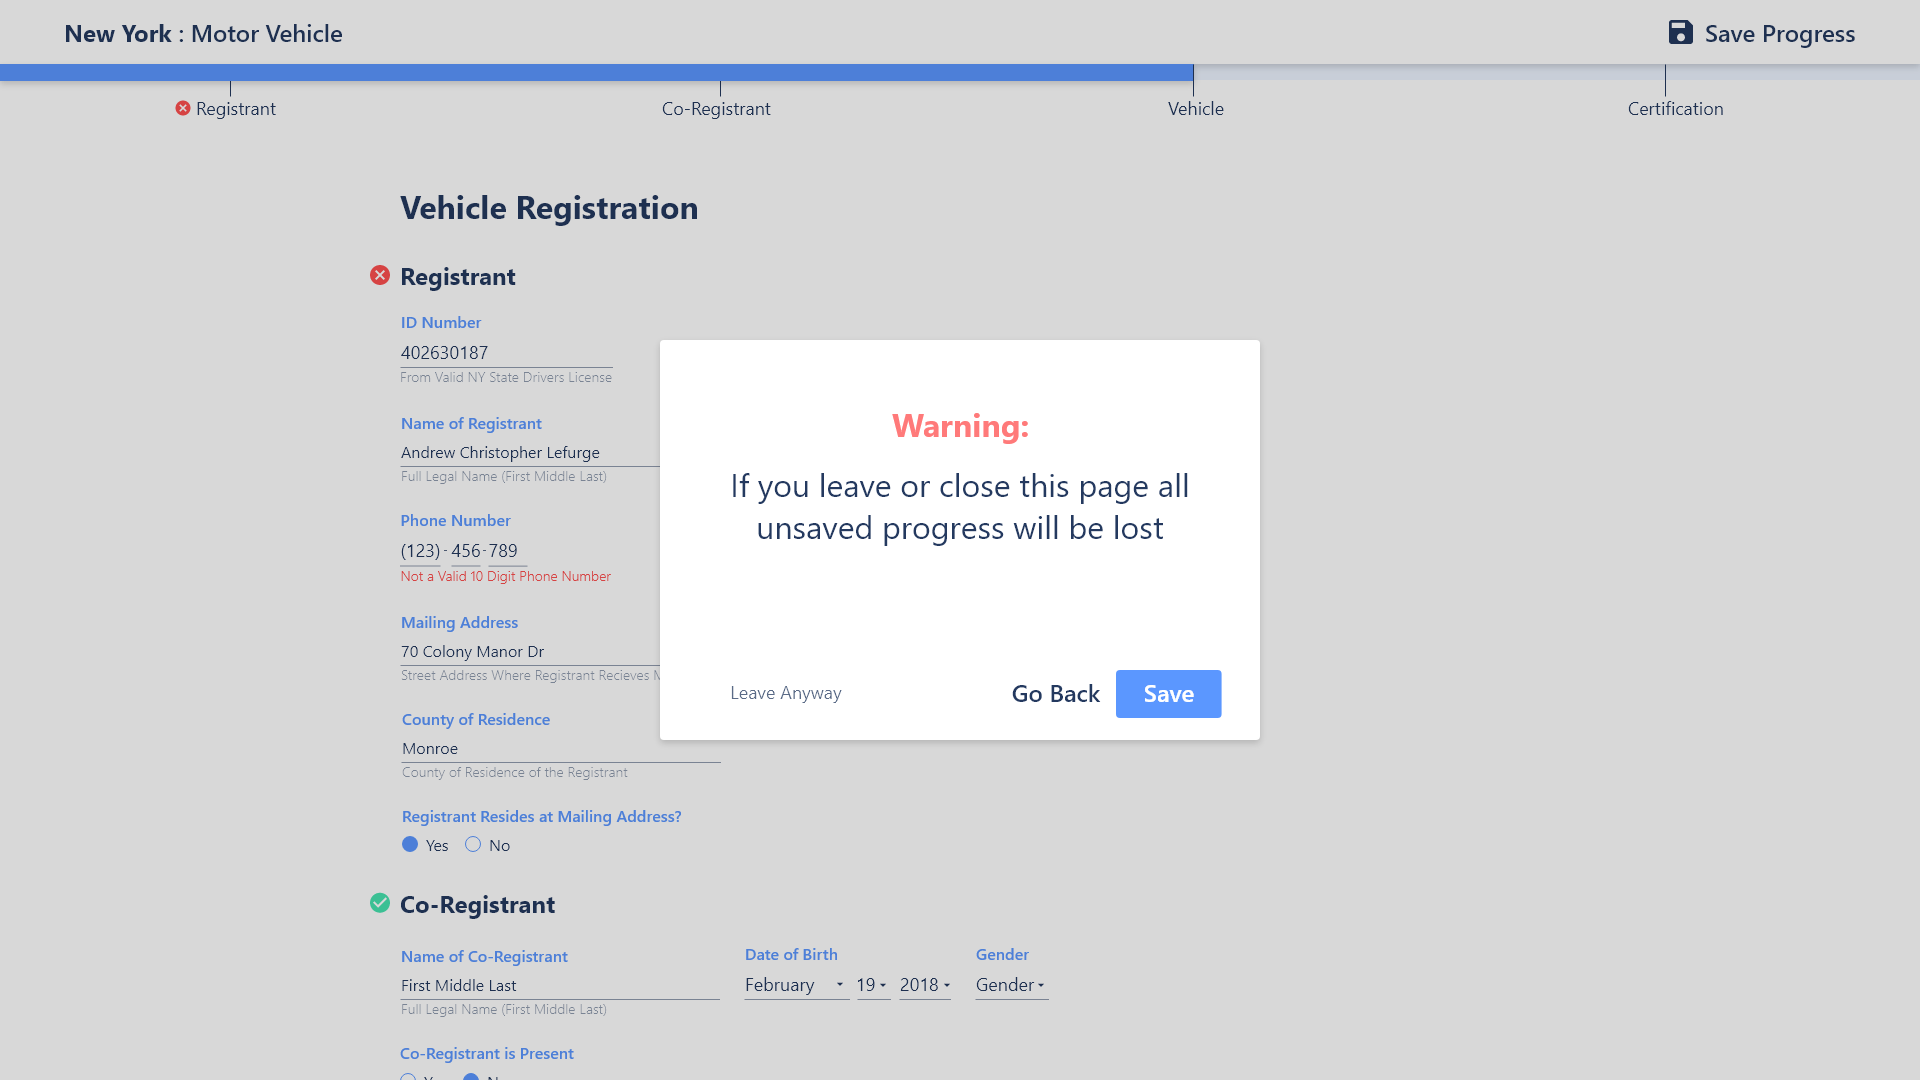 New York : Motor Vehicle
Save Progress
Registrant
Co-Registrant
Vehicle
Certification
Vehicle Registration
Registrant
ID Number
402630187
From Valid NY State Drivers License
Name of Registrant
Andrew Christopher Lefurge
Full Legal Name (First Middle Last)
Phone Number
(123) - 456 - 789
Not a Valid 10 Digit Phone Number
Mailing Address
70 Colony Manor Dr
Street Address Where Registrant Recieves
County of Residence
Monroe
County of Residence of the Registrant
Registrant Resides at Mailing Address?
Yes No
Warning:
If you leave or close this page all
unsaved progress will be lost
Leave Anyway
Go Back
Save
Co-Registrant
Name of Co-Registrant
First Middle Last
Full Legal Name (First Middle Last)
Date of Birth
February 19 2018
Gender
Gender
Co-Registrant is Present